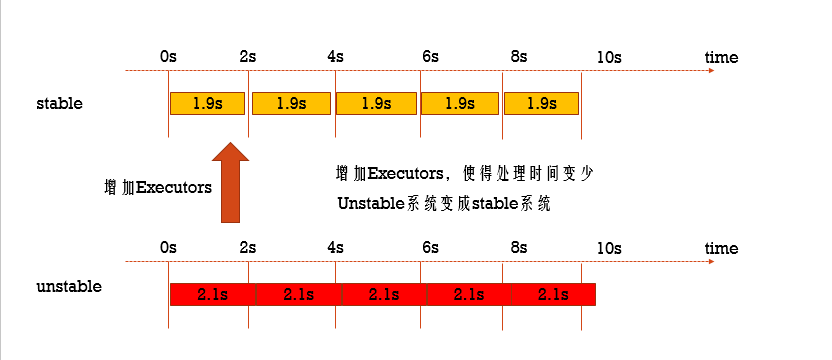 0s 2s 4s 6s 8s 10s time
stable 1.9s 1.9s 1.9s 1.9s 1.9s
增加Executors
增加Executors，使得处理时间变少
Unstable系统变成stable系统
0s 2s 4s 6s 8s 10s time
unstable 2.1s 2.1s 2.1s 2.1s 2.1s